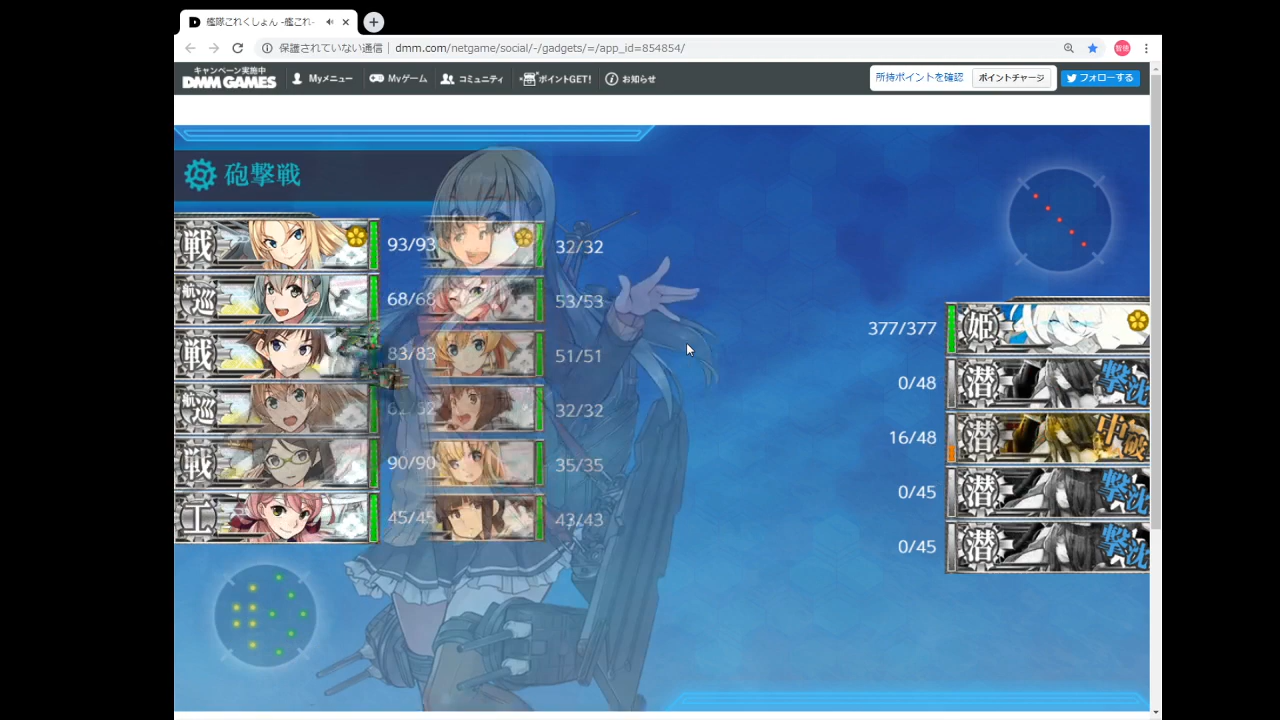 艦隊これくしょん -艦これ-
保護されていない通信 | dmm.com/netgame/social/-/gadgets/=/app_id=854854/
キャンペーン実施中
DMM GAMES
Myメニュー
Myゲーム
コミュニティ
ポイントGET!
お知らせ
所持ポイントを確認
ポイントチャージ
フォローする
砲撃戦
戦 93/93
航巡 68/68
戦 83/83
航巡
戦 90/90
工 45/45
32/32
53/53
51/51
32/32
35/35
43/43
377/377 姫
0/48 潜 撃沈
16/48 潜 中破
0/45 潜 撃沈
0/45 潜 撃沈